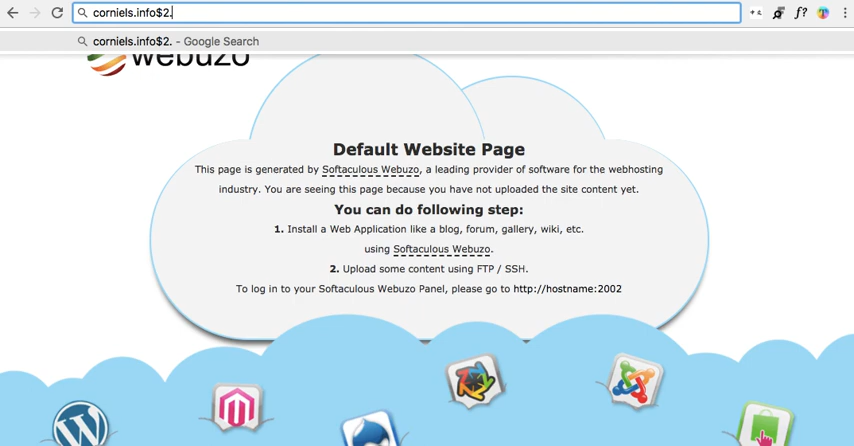 corniels.info$2.
corniels.info$2. - Google Search
webuzo
Default Website Page
This page is generated by Softaculous Webuzo, a leading provider of software for the webhosting
industry. You are seeing this page because you have not uploaded the site content yet.
You can do following step:
1. Install a Web Application like a blog, forum, gallery, wiki, etc.
using Softaculous Webuzo.
2. Upload some content using FTP / SSH.
To log in to your Softaculous Webuzo Panel, please go to http://hostname:2002